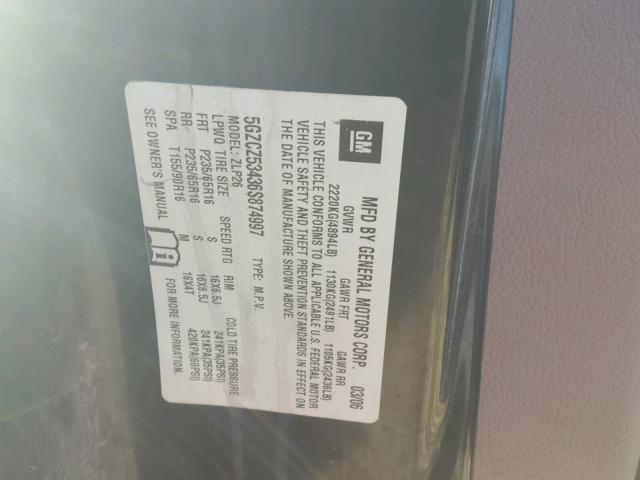 GM MFD BY GENERAL MOTORS CORP. 03/06
GVWR GAWR FRT GAWR RR
2220KG(4894LB) 1130KG(2491LB) 1105KG(2436LB)
THIS VEHICLE CONFORMS TO ALL APPLICABLE U.S. FEDERAL MOTOR
VEHICLE SAFETY AND THEFT PREVENTION STANDARDS IN EFFECT ON
THE DATE OF MANUFACTURE SHOWN ABOVE.
5GZCZ53436S874997 TYPE: M.P.V.
MODEL: ZLP26
LPWQ TIRE SIZE SPEED RTG RIM COLD TIRE PRESSURE
FRT P235/65R16 S 16X6.5J 241KPA(35PSI)
RR P235/65R16 S 16X6.5J 241KPA(35PSI)
SPA T155/90R16 M 16X4T 420KPA(60PSI)
SEE OWNER'S MANUAL i FOR MORE INFORMATION.